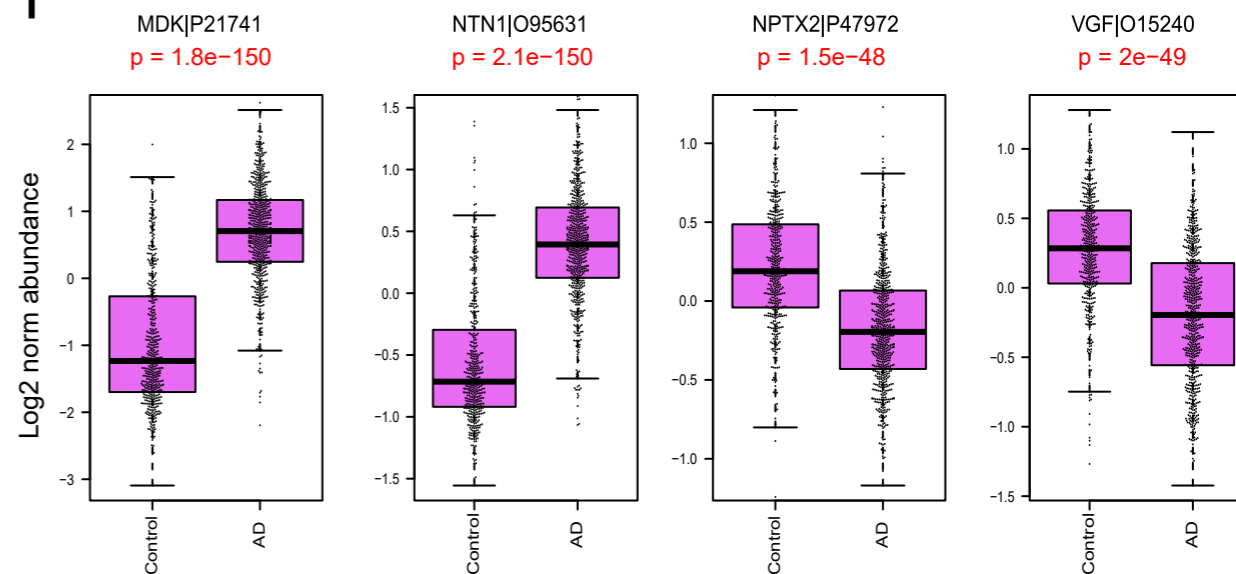 MDK|P21741 NTN1|O95631 NPTX2|P47972 VGF|O15240
p = 1.8e−150 p = 2.1e−150 p = 1.5e−48 p = 2e−49
Log2 norm abundance
2
1
0
−1
−2
−3
Control
AD
1.5
1.0
0.5
0.0
−0.5
−1.0
−1.5
Control
AD
1.0
0.5
0.0
−0.5
−1.0
Control
AD
1.0
0.5
0.0
−0.5
−1.0
−1.5
Control
AD